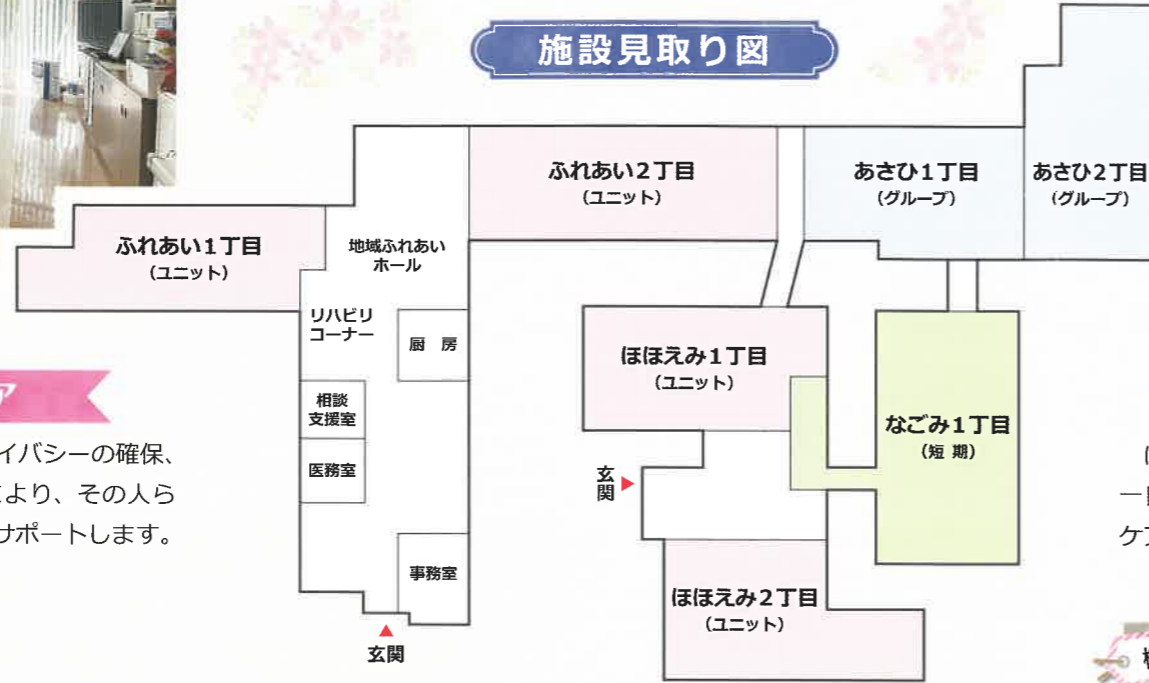 施設見取り図
ふれあい2丁目
(ユニット)
あさひ1丁目
(グループ)
あさひ2丁目
(グループ)
ふれあい1丁目
(ユニット)
地域ふれあい
ホール
リハビリ
コーナー
厨 房
ほほえみ1丁目
(ユニット)
相談
支援室
なごみ1丁目
(短 期)
医務室
玄関
事務室
ほほえみ2丁目
(ユニット)
玄関
ア
イバシーの確保、
により、その人ら
サポートします。
一
ケア